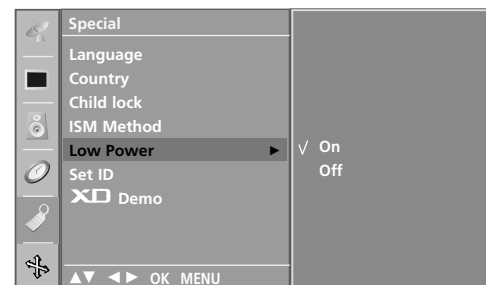 Special
Language
Country
Child lock
ISM Method
Low Power ►
√ On
Off
Set ID
XD Demo
▲▼ ◄► OK MENU